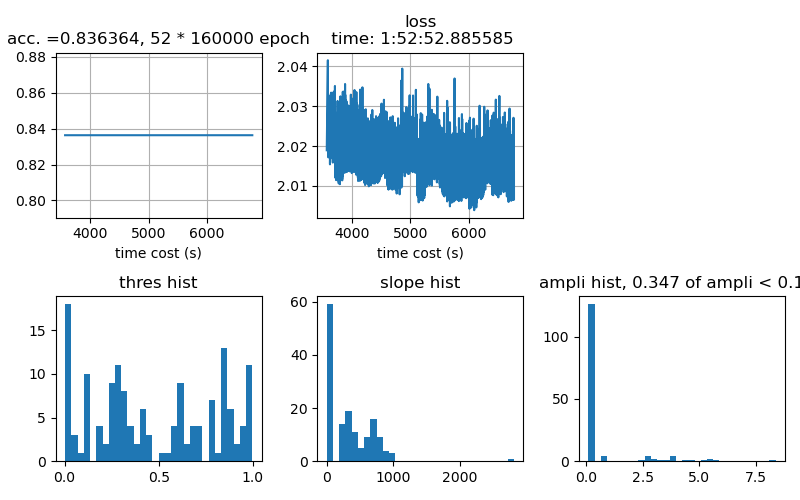 acc. =0.836364, 52 * 160000 epoch
0.88
0.86
0.84
0.82
0.80
4000 5000 6000
time cost (s)
loss
time: 1:52:52.885585
2.04
2.03
2.02
2.01
4000 5000 6000
time cost (s)
thres hist
15
10
5
0
0.0 0.5 1.0
slope hist
60
40
20
0
0 1000 2000
ampli hist, 0.347 of ampli < 0.1
100
50
0
0.0 2.5 5.0 7.5